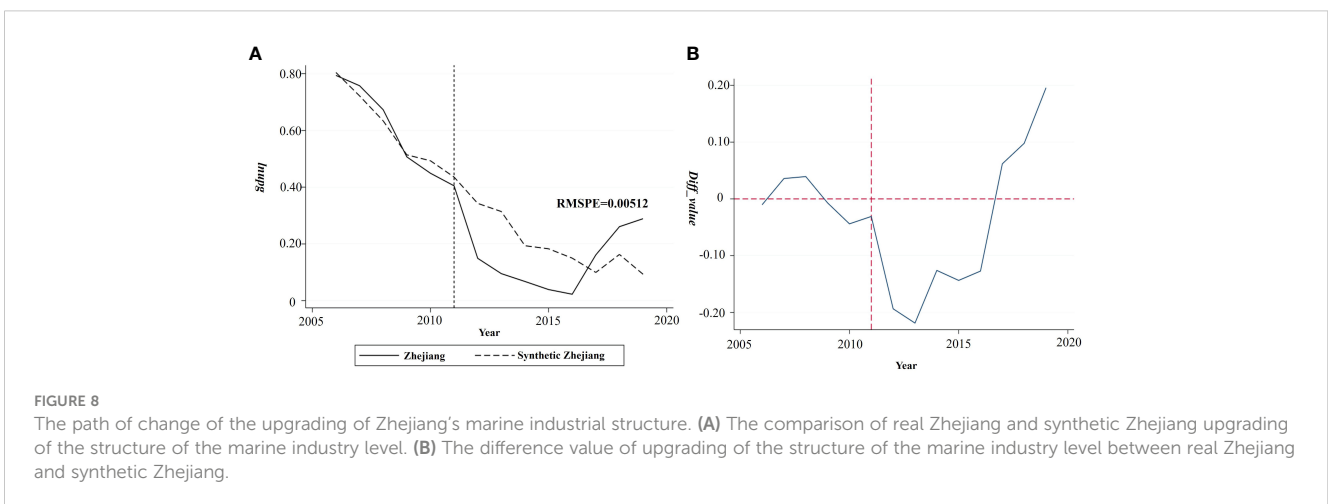 A
B
0.80
0.60
0.40
0.20
0
lnupg
RMSPE=0.00512
2005
2010
2015
2020
Year
Zhejiang
Synthetic Zhejiang
0.20
0.10
0
-0.10
-0.20
Diff_value
2005
2010
2015
2020
Year
FIGURE 8
The path of change of the upgrading of Zhejiang’s marine industrial structure. (A) The comparison of real Zhejiang and synthetic Zhejiang upgrading
of the structure of the marine industry level. (B) The difference value of upgrading of the structure of the marine industry level between real Zhejiang
and synthetic Zhejiang.